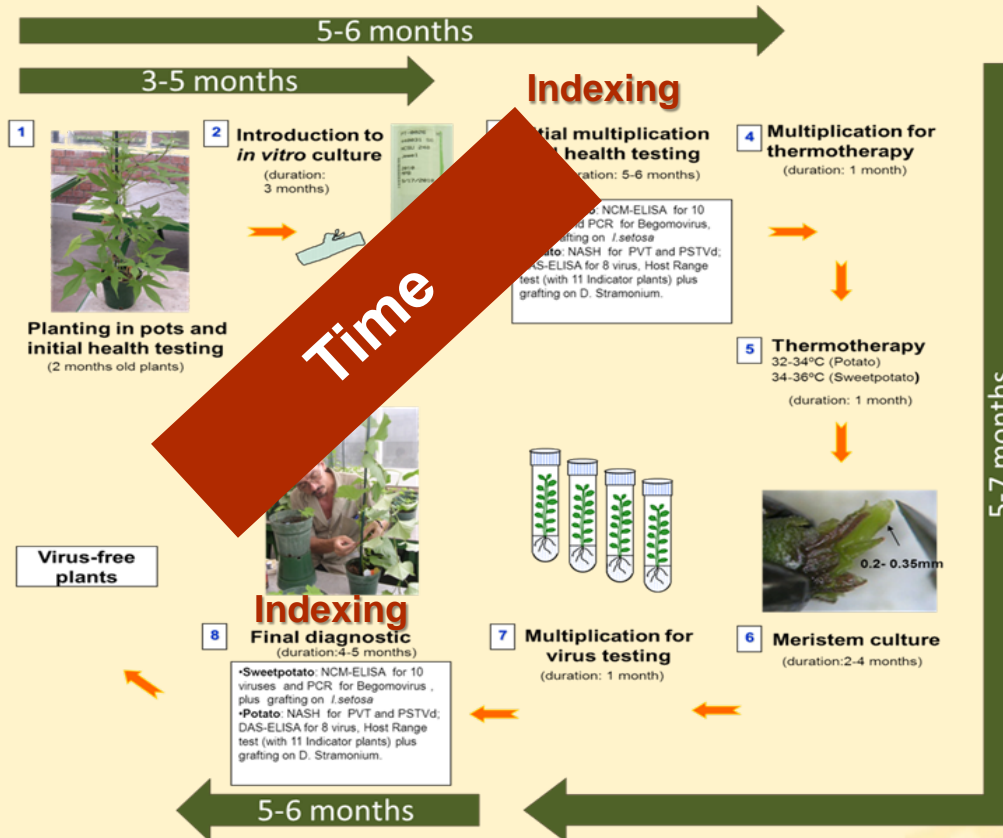 5-6 months
3-5 months
Indexing
1
2
Introduction to
in vitro culture
(duration:
3 months)
tial multiplication
health testing
ration: 5-6 months)
: NCM-ELISA for 10
d PCR for Begomovirus,
afting on I.setosa
ato: NASH for PVT and PSTVd;
AS-ELISA for 8 virus, Host Range
test (with 11 Indicator plants) plus
grafting on D. Stramonium.
4
Multiplication for
thermotherapy
(duration: 1 month)
Planting in pots and
initial health testing
(2 months old plants)
Time
5
Thermotherapy
32-34ºC (Potato)
34-36ºC (Sweetpotato)
(duration: 1 month)
5-7 months
0.2- 0.35mm
6
Meristem culture
(duration:2-4 months)
7
Multiplication for
virus testing
(duration: 1 month)
Indexing
8
Final diagnostic
(duration:4-5 months)
•Sweetpotato: NCM-ELISA for 10
viruses and PCR for Begomovirus ,
plus grafting on I.setosa
•Potato: NASH for PVT and PSTVd;
DAS-ELISA for 8 virus, Host Range
test (with 11 Indicator plants) plus
grafting on D. Stramonium.
Virus-free
plants
5-6 months